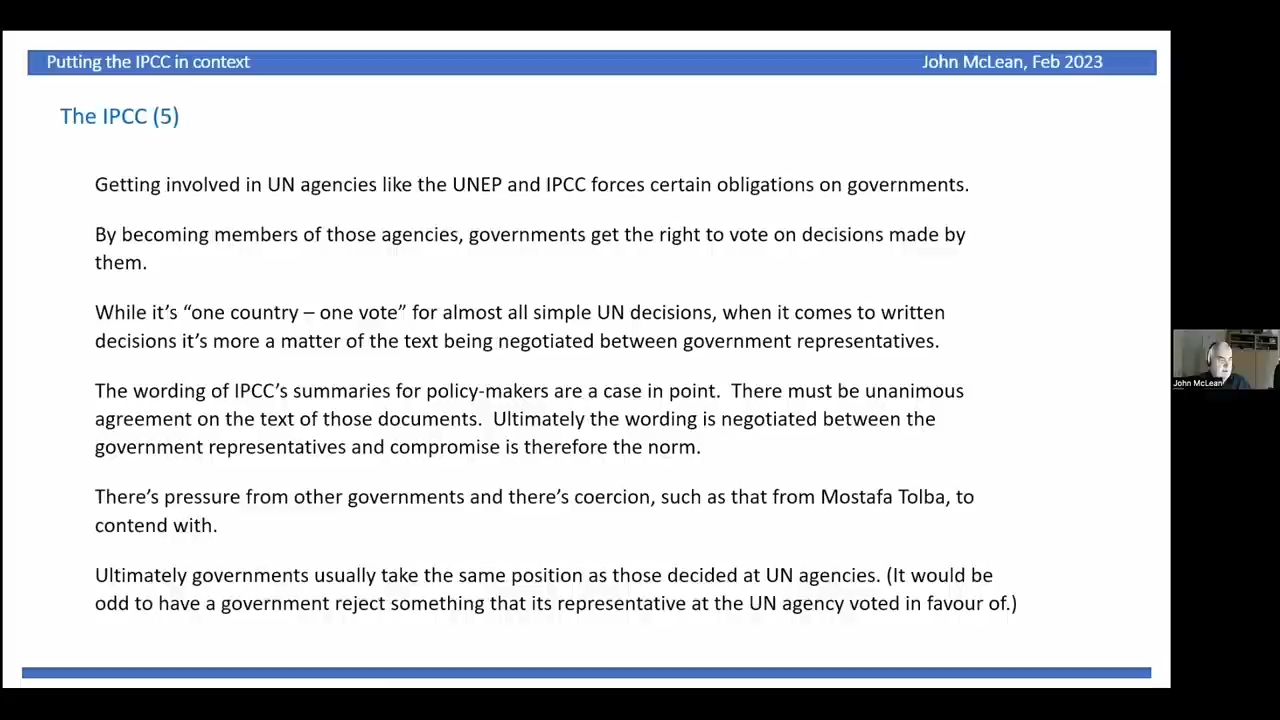 Putting the IPCC in context
John McLean, Feb 2023
The IPCC (5)
Getting involved in UN agencies like the UNEP and IPCC forces certain obligations on governments.
By becoming members of those agencies, governments get the right to vote on decisions made by
them.
While it’s “one country – one vote” for almost all simple UN decisions, when it comes to written
decisions it’s more a matter of the text being negotiated between government representatives.
The wording of IPCC’s summaries for policy-makers are a case in point.  There must be unanimous
agreement on the text of those documents.  Ultimately the wording is negotiated between the
government representatives and compromise is therefore the norm.
There’s pressure from other governments and there’s coercion, such as that from Mostafa Tolba, to
contend with.
Ultimately governments usually take the same position as those decided at UN agencies. (It would be
odd to have a government reject something that its representative at the UN agency voted in favour of.)
John McLean